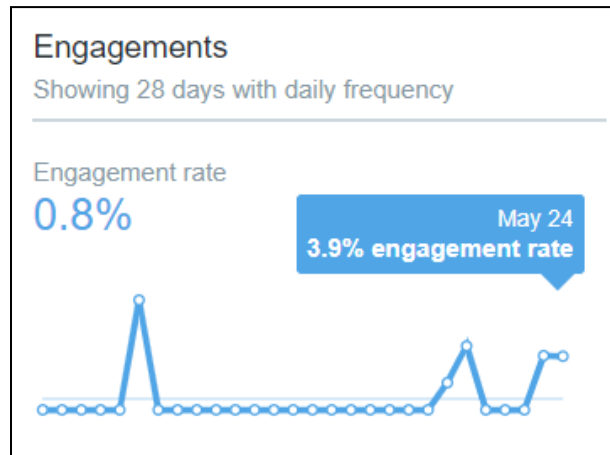 Engagements
Showing 28 days with daily frequency
Engagement rate
0.8%
May 24
3.9% engagement rate